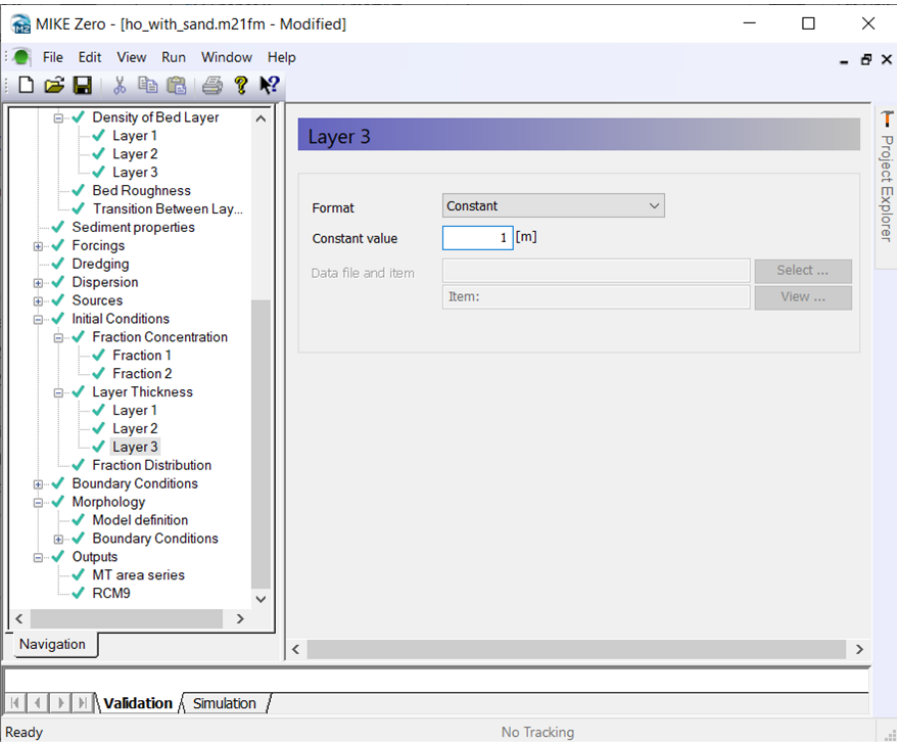 MIKE Zero - [ho_with_sand.m21fm - Modified]
File Edit View Run Window Help
Density of Bed Layer
Layer 1
Layer 2
Layer 3
Bed Roughness
Transition Between Lay...
Sediment properties
Forcings
Dredging
Dispersion
Sources
Initial Conditions
Fraction Concentration
Fraction 1
Fraction 2
Layer Thickness
Layer 1
Layer 2
Layer 3
Fraction Distribution
Boundary Conditions
Morphology
Model definition
Boundary Conditions
Outputs
MT area series
RCM9
Navigation
Layer 3
Format Constant
Constant value 1 [m]
Data file and item Select ...
Item: View ...
Project Explorer
Validation Simulation
Ready No Tracking